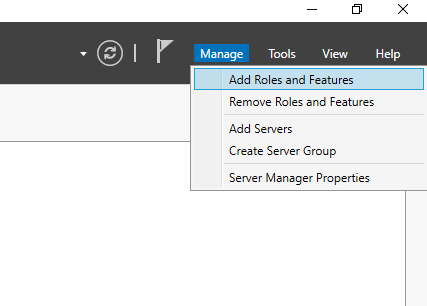 Manage Tools View Help
Add Roles and Features
Remove Roles and Features
Add Servers
Create Server Group
Server Manager Properties